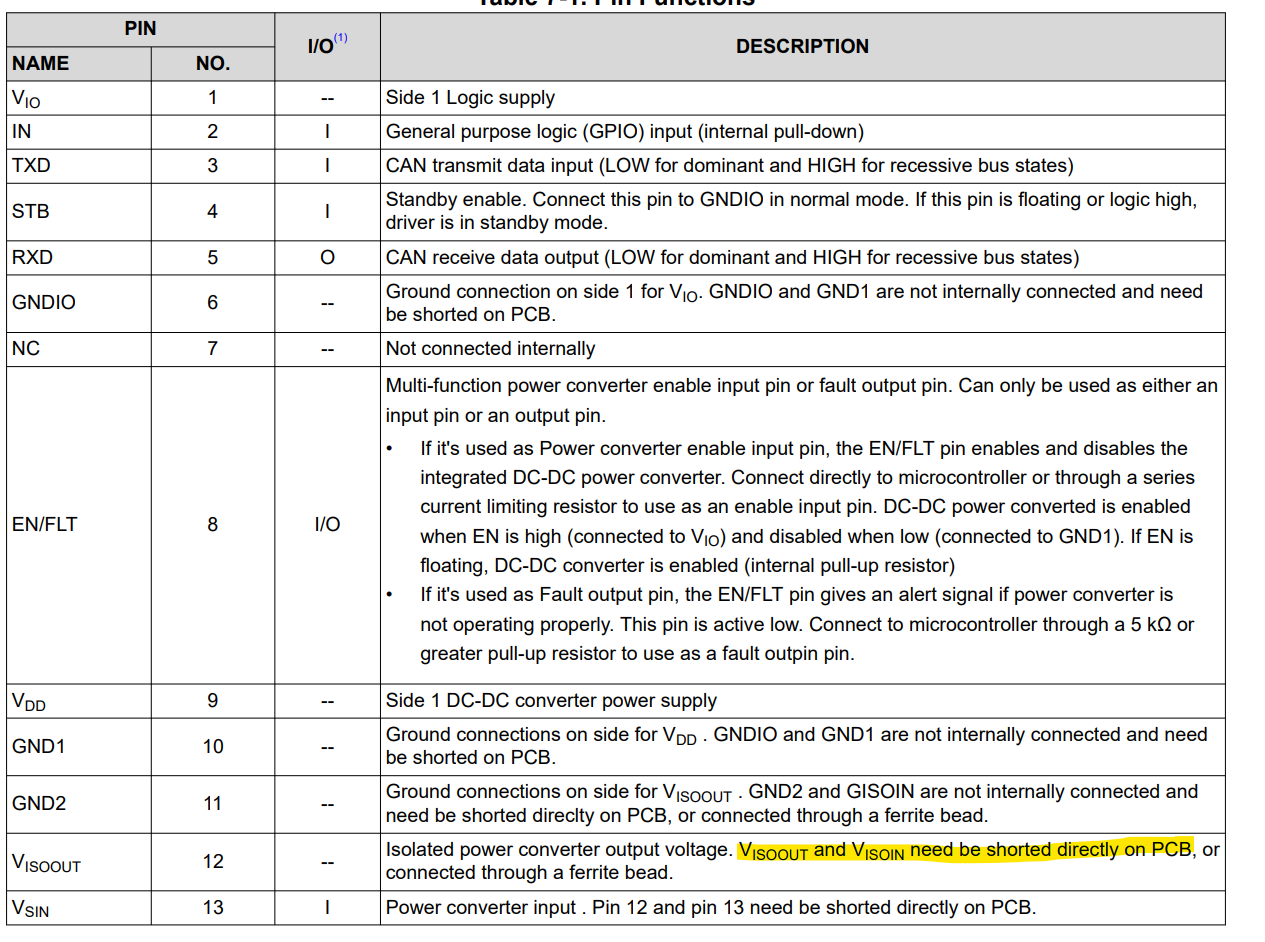 Table 7-1. Pin Functions
PIN
I/O(1)
DESCRIPTION
NAME
NO.
VIO
1
--
Side 1 Logic supply
IN
2
I
General purpose logic (GPIO) input (internal pull-down)
TXD
3
I
CAN transmit data input (LOW for dominant and HIGH for recessive bus states)
STB
4
I
Standby enable. Connect this pin to GNDIO in normal mode. If this pin is floating or logic high,
driver is in standby mode.
RXD
5
O
CAN receive data output (LOW for dominant and HIGH for recessive bus states)
GNDIO
6
--
Ground connection on side 1 for VIO. GNDIO and GND1 are not internally connected and need
be shorted on PCB.
NC
7
--
Not connected internally
EN/FLT
8
I/O
Multi-function power converter enable input pin or fault output pin. Can only be used as either an
input pin or an output pin.
• If it's used as Power converter enable input pin, the EN/FLT pin enables and disables the
integrated DC-DC power converter. Connect directly to microcontroller or through a series
current limiting resistor to use as an enable input pin. DC-DC power converted is enabled
when EN is high (connected to VIO) and disabled when low (connected to GND1). If EN is
floating, DC-DC converter is enabled (internal pull-up resistor)
• If it's used as Fault output pin, the EN/FLT pin gives an alert signal if power converter is
not operating properly. This pin is active low. Connect to microcontroller through a 5 kΩ or
greater pull-up resistor to use as a fault outpin pin.
VDD
9
--
Side 1 DC-DC converter power supply
GND1
10
--
Ground connections on side for VDD . GNDIO and GND1 are not internally connected and need
be shorted on PCB.
GND2
11
--
Ground connections on side for VISOOUT . GND2 and GISOIN are not internally connected and
need be shorted direclty on PCB, or connected through a ferrite bead.
VISOOUT
12
--
Isolated power converter output voltage. VISOOUT and VISOIN need be shorted directly on PCB, or
connected through a ferrite bead.
VSIN
13
I
Power converter input . Pin 12 and pin 13 need be shorted directly on PCB.